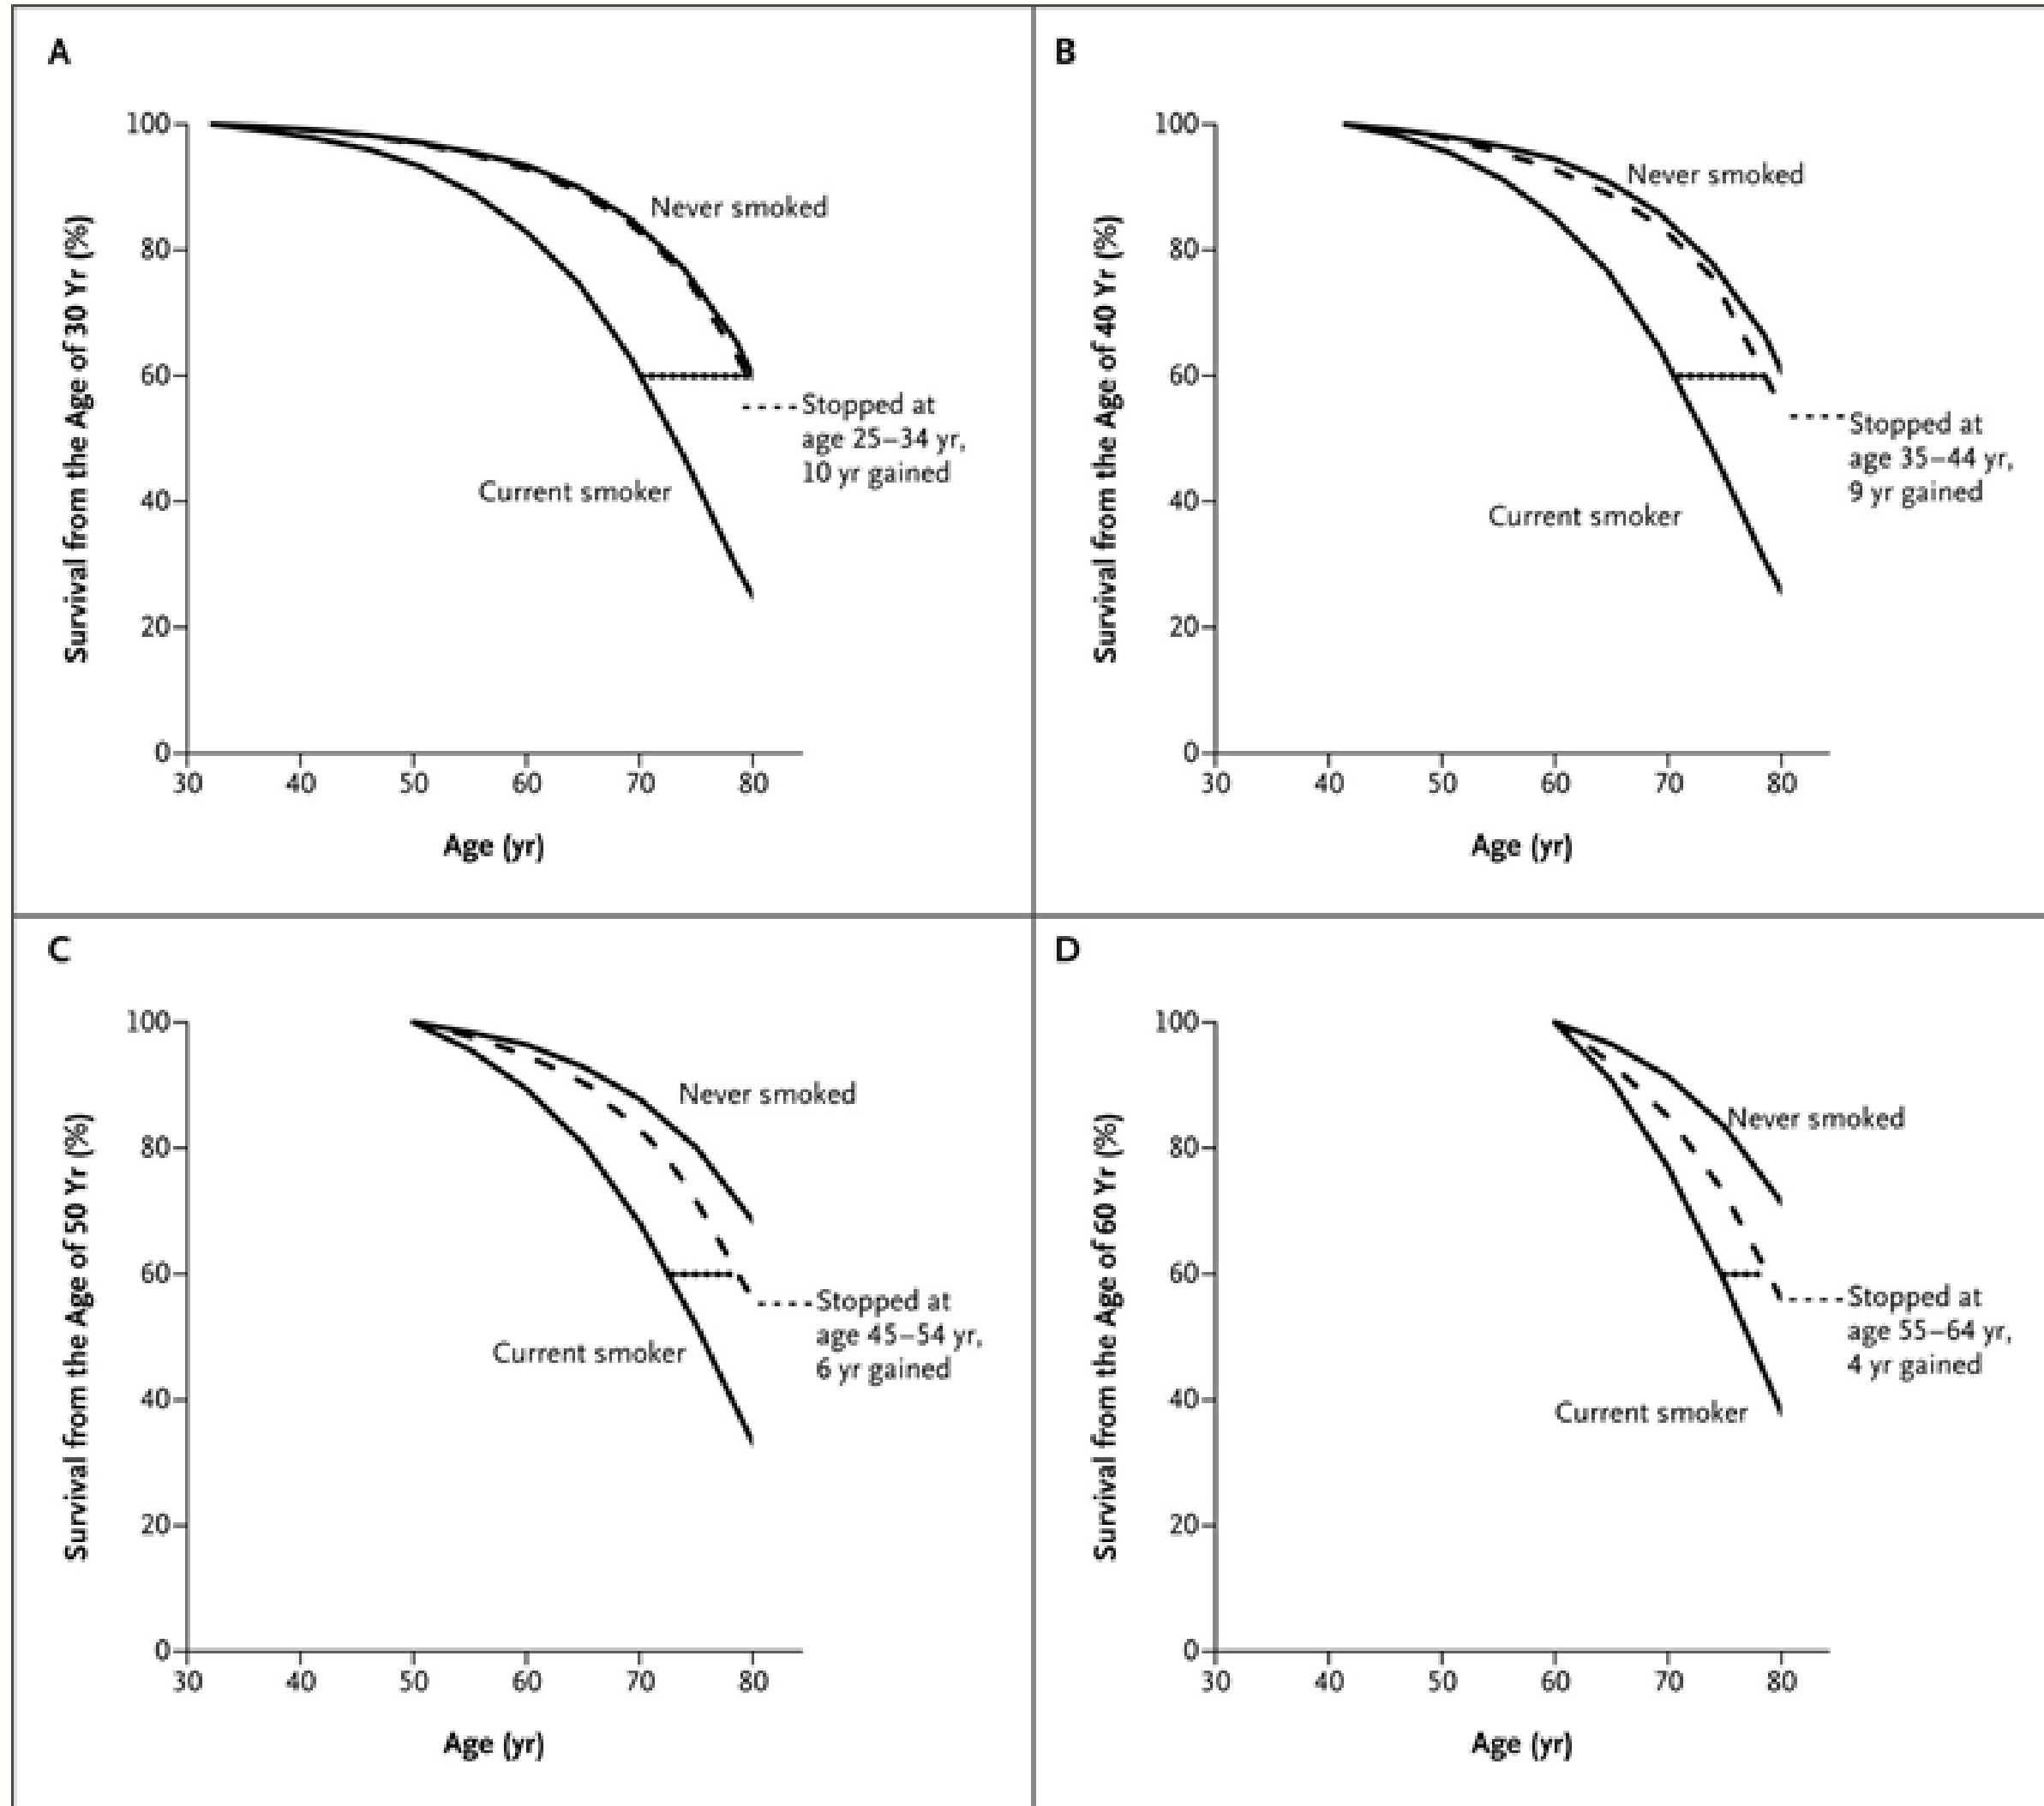 A
100
80
60
40
20
0
30 40 50 60 70 80
Survival from the Age of 30 Yr (%)
Age (yr)
Never smoked
Stopped at
age 25–34 yr,
10 yr gained
Current smoker
B
100
80
60
40
20
0
30 40 50 60 70 80
Survival from the Age of 40 Yr (%)
Age (yr)
Never smoked
Stopped at
age 35–44 yr,
9 yr gained
Current smoker
C
100
80
60
40
20
0
30 40 50 60 70 80
Survival from the Age of 50 Yr (%)
Age (yr)
Never smoked
Stopped at
age 45–54 yr,
6 yr gained
Current smoker
D
100
80
60
40
20
0
30 40 50 60 70 80
Survival from the Age of 60 Yr (%)
Age (yr)
Never smoked
Stopped at
age 55–64 yr,
4 yr gained
Current smoker